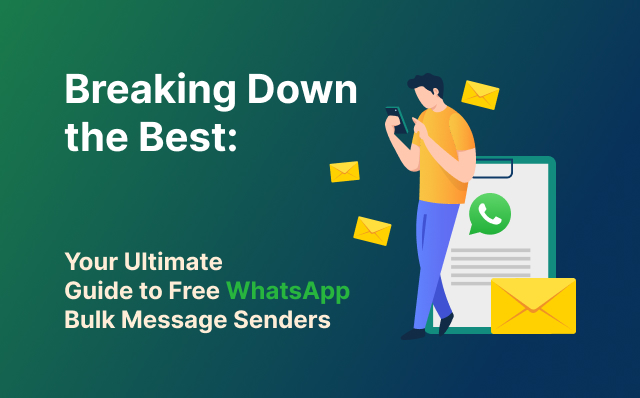 Breaking Down
the Best:
Your Ultimate
Guide to Free WhatsApp
Bulk Message Senders